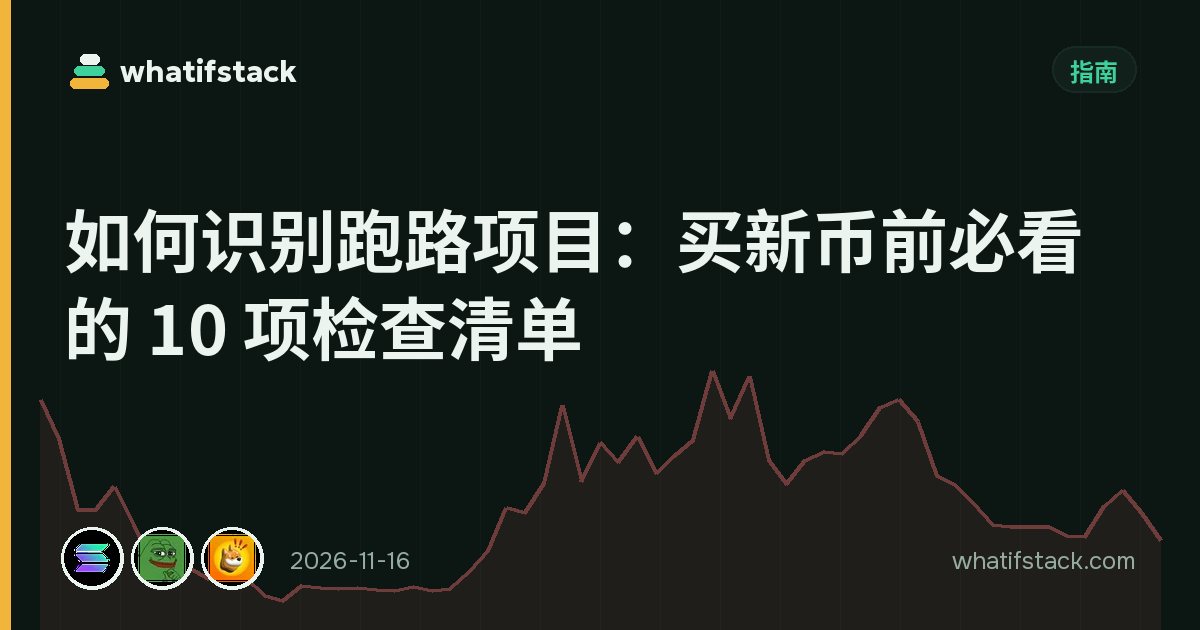 whatifstack
指南
如何识别跑路项目：买新币前必看
的 10 项检查清单
2026-11-16
whatifstack.com